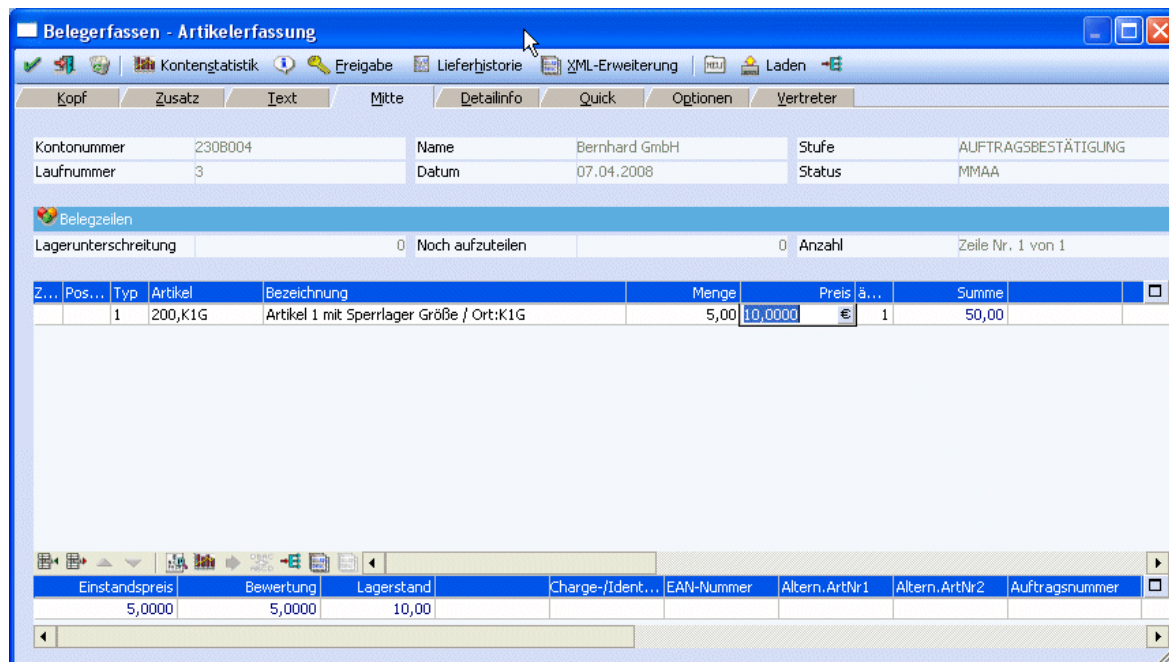 Belegerfassen - Artikelerfassung
Kontenstatistik Freigabe Lieferhistorie XML-Erweiterung NEU Laden
Kopf Zusatz Text Mitte Detailinfo Quick Optionen Vertreter
Kontonummer 230B004 Name Bernhard GmbH Stufe AUFTRAGSBESTÄTIGUNG
Laufnummer 3 Datum 07.04.2008 Status MMAA
Belegzeilen
Lagerunterschreitung 0 Noch aufzuteilen 0 Anzahl Zeile Nr. 1 von 1
Z... Pos... Typ Artikel Bezeichnung Menge Preis ä... Summe
1 200,K1G Artikel 1 mit Sperrlager Größe / Ort:K1G 5,00 10,0000 € 1 50,00
Einstandspreis Bewertung Lagerstand Charge-/Ident... EAN-Nummer Altern.ArtNr1 Altern.ArtNr2 Auftragsnummer
5,0000 5,0000 10,00